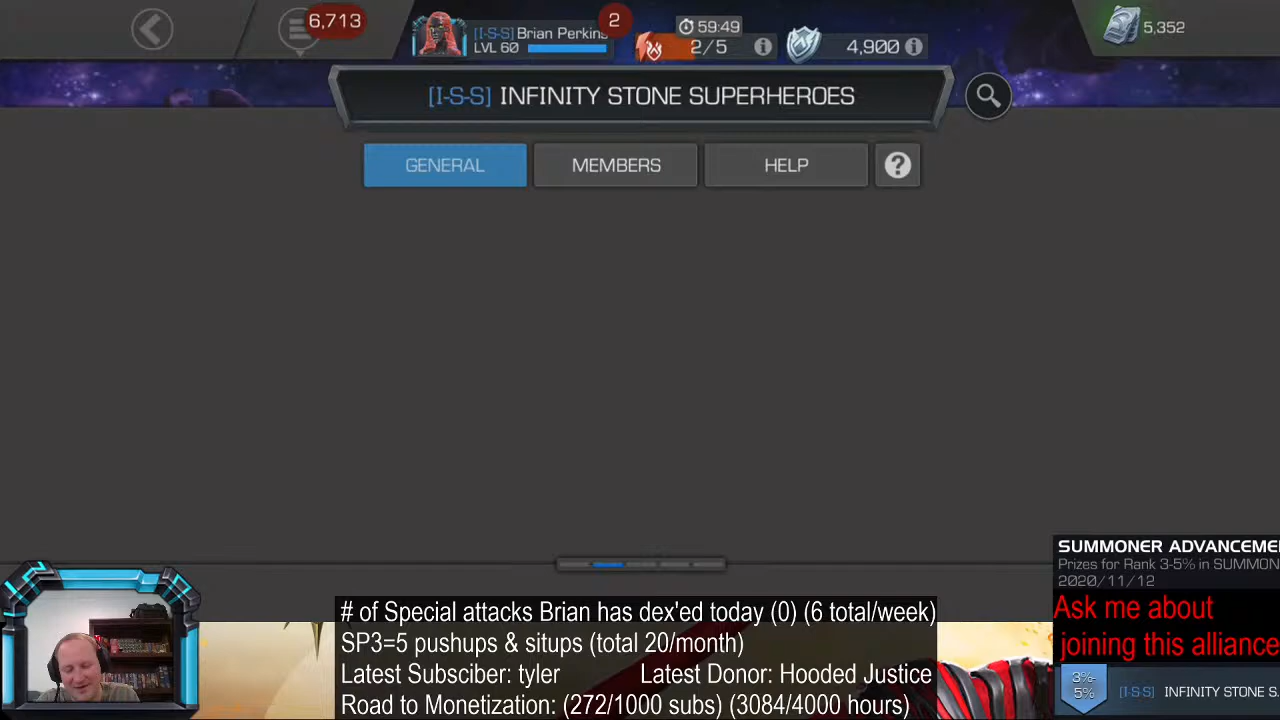 6,713
[I-S-S] Brian Perkins
2
LVL 60
59:49
2/5
4,900
5,352
[I-S-S] INFINITY STONE SUPERHEROES
GENERAL
MEMBERS
HELP
?
# of Special attacks Brian has dex'ed today (0) (6 total/week)
SP3=5 pushups & situps (total 20/month)
Latest Subsciber: tyler
Latest Donor: Hooded Justice
Road to Monetization: (272/1000 subs) (3084/4000 hours)
SUMMONER ADVANCEME
Prizes for Rank 3-5% in SUMMON
2020/11/12
Ask me about
joining this alliance
3%-
5%
[I-S-S] INFINITY STONE S